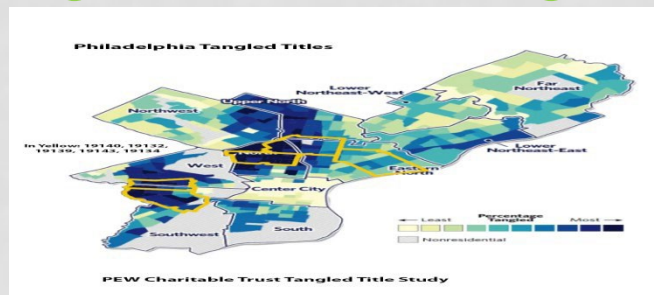 Philadelphia Tangled Titles
Northwest
Upper North
Lower
Northeast-West
Far
Northeast
In Yellow: 19140, 19132,
19139, 19143, 19134
West
Lower
Northeast-East
Eastern
North
Center City
Southwest
South
Percentage
Tangled
Least
Most
Nonresidential
PEW Charitable Trust Tangled Title Study